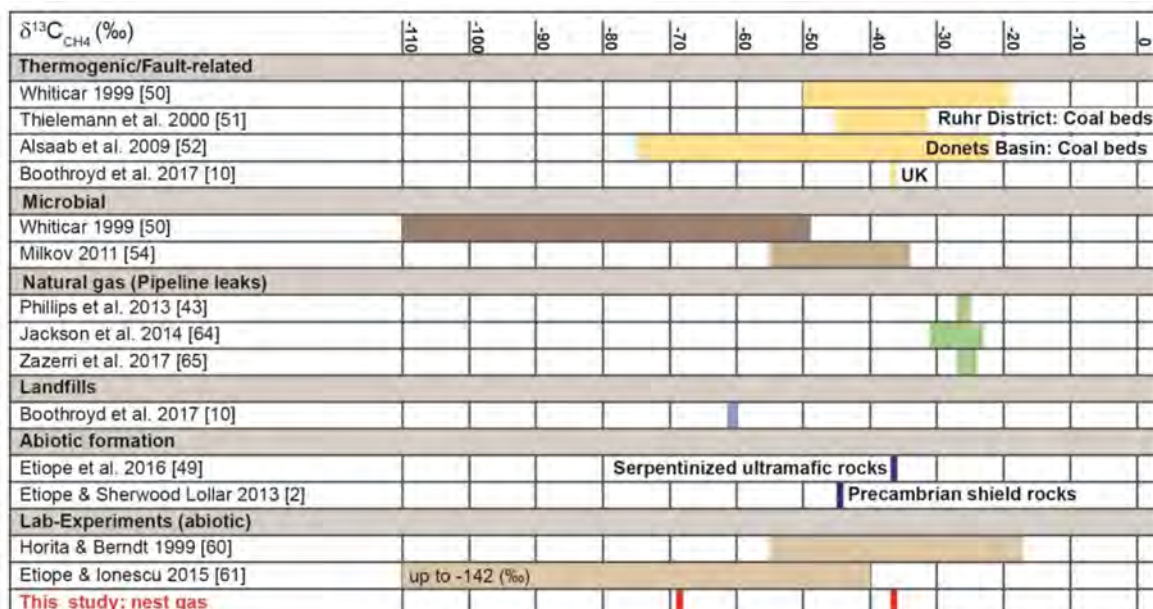 δ¹³C_CH4 (‰) -110 -100 -90 -80 -70 -60 -50 -40 -30 -20 -10 0
Thermogenic/Fault-related
Whiticar 1999 [50]
Thielemann et al. 2000 [51] Ruhr District: Coal beds
Alsaab et al. 2009 [52] Donets Basin: Coal beds
Boothroyd et al. 2017 [10] UK
Microbial
Whiticar 1999 [50]
Milkov 2011 [54]
Natural gas (Pipeline leaks)
Phillips et al. 2013 [43]
Jackson et al. 2014 [64]
Zazerri et al. 2017 [65]
Landfills
Boothroyd et al. 2017 [10]
Abiotic formation
Etiope et al. 2016 [49] Serpentinized ultramafic rocks
Etiope & Sherwood Lollar 2013 [2] Precambrian shield rocks
Lab-Experiments (abiotic)
Horita & Berndt 1999 [60]
Etiope & Ionescu 2015 [61] up to -142 (‰)
This study: nest gas